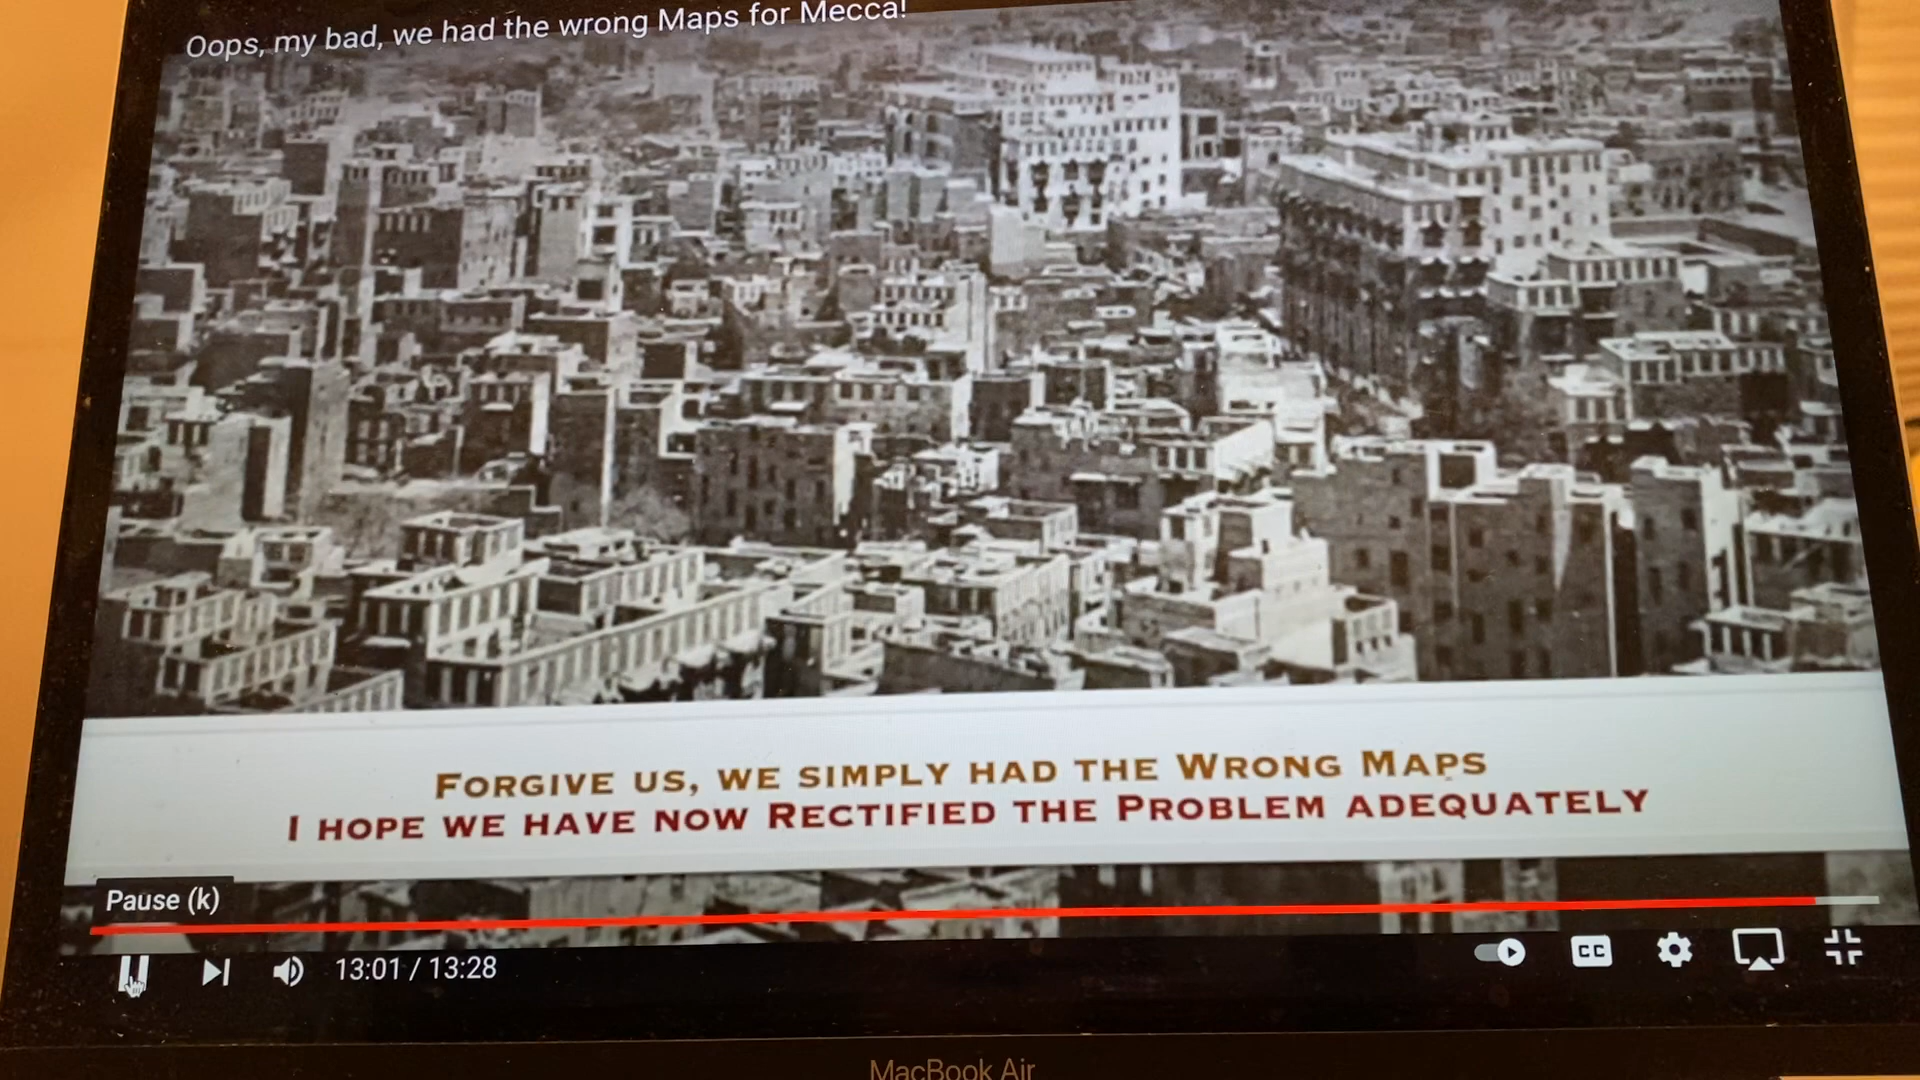 Oops, my bad, we had the wrong Maps for Mecca!
FORGIVE US, WE SIMPLY HAD THE WRONG MAPS
I HOPE WE HAVE NOW RECTIFIED THE PROBLEM ADEQUATELY
Pause (k)
13:01 / 13:28
CC
MacBook Air